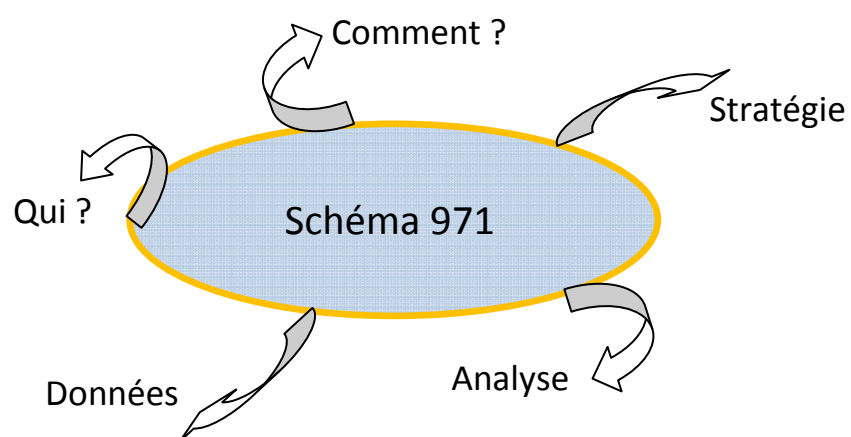 Comment ?
Stratégie
Qui ?
Schéma 971
Analyse
Données